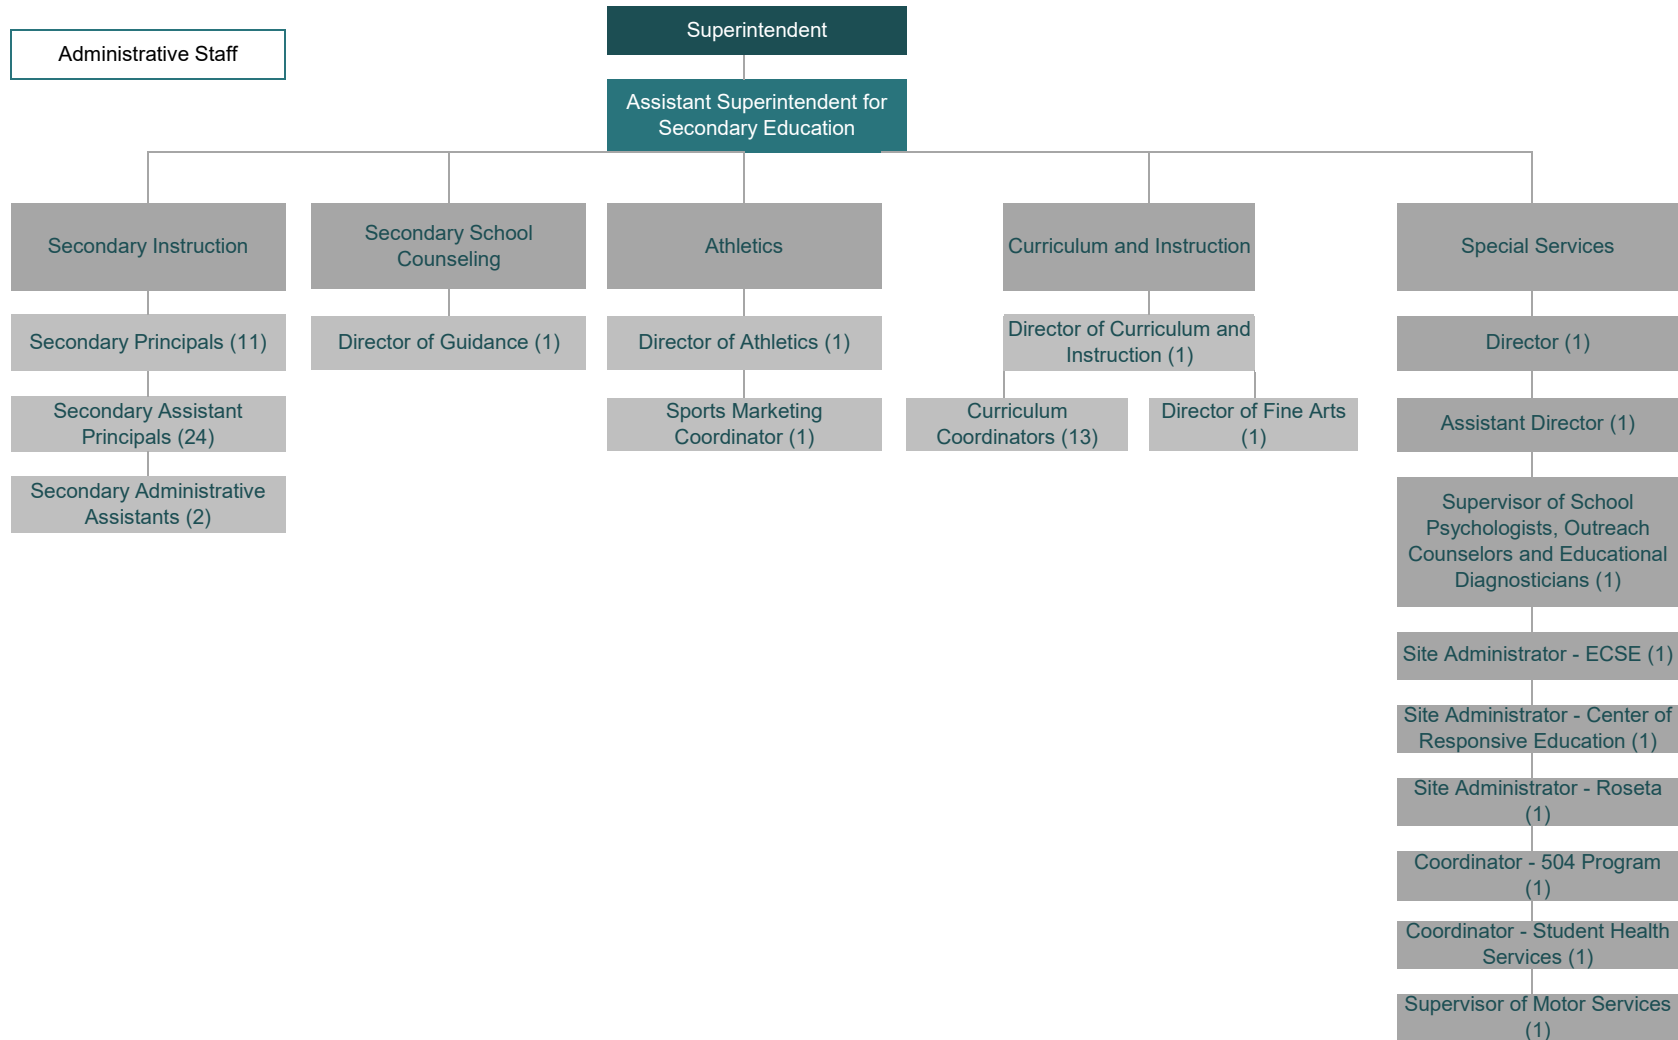 Superintendent
Administrative Staff
Assistant Superintendent for
Secondary Education
Secondary Instruction
Secondary School
Counseling
Athletics
Curriculum and Instruction
Special Services
Secondary Principals (11)
Director of Guidance (1)
Director of Athletics (1)
Director of Curriculum and
Instruction (1)
Director (1)
Secondary Assistant
Principals (24)
Sports Marketing
Coordinator (1)
Curriculum
Coordinators (13)
Director of Fine Arts
(1)
Assistant Director (1)
Secondary Administrative
Assistants (2)
Supervisor of School
Psychologists, Outreach
Counselors and Educational
Diagnosticians (1)
Site Administrator - ECSE (1)
Site Administrator - Center of
Responsive Education (1)
Site Administrator - Roseta
(1)
Coordinator - 504 Program
(1)
Coordinator - Student Health
Services (1)
Supervisor of Motor Services
(1)